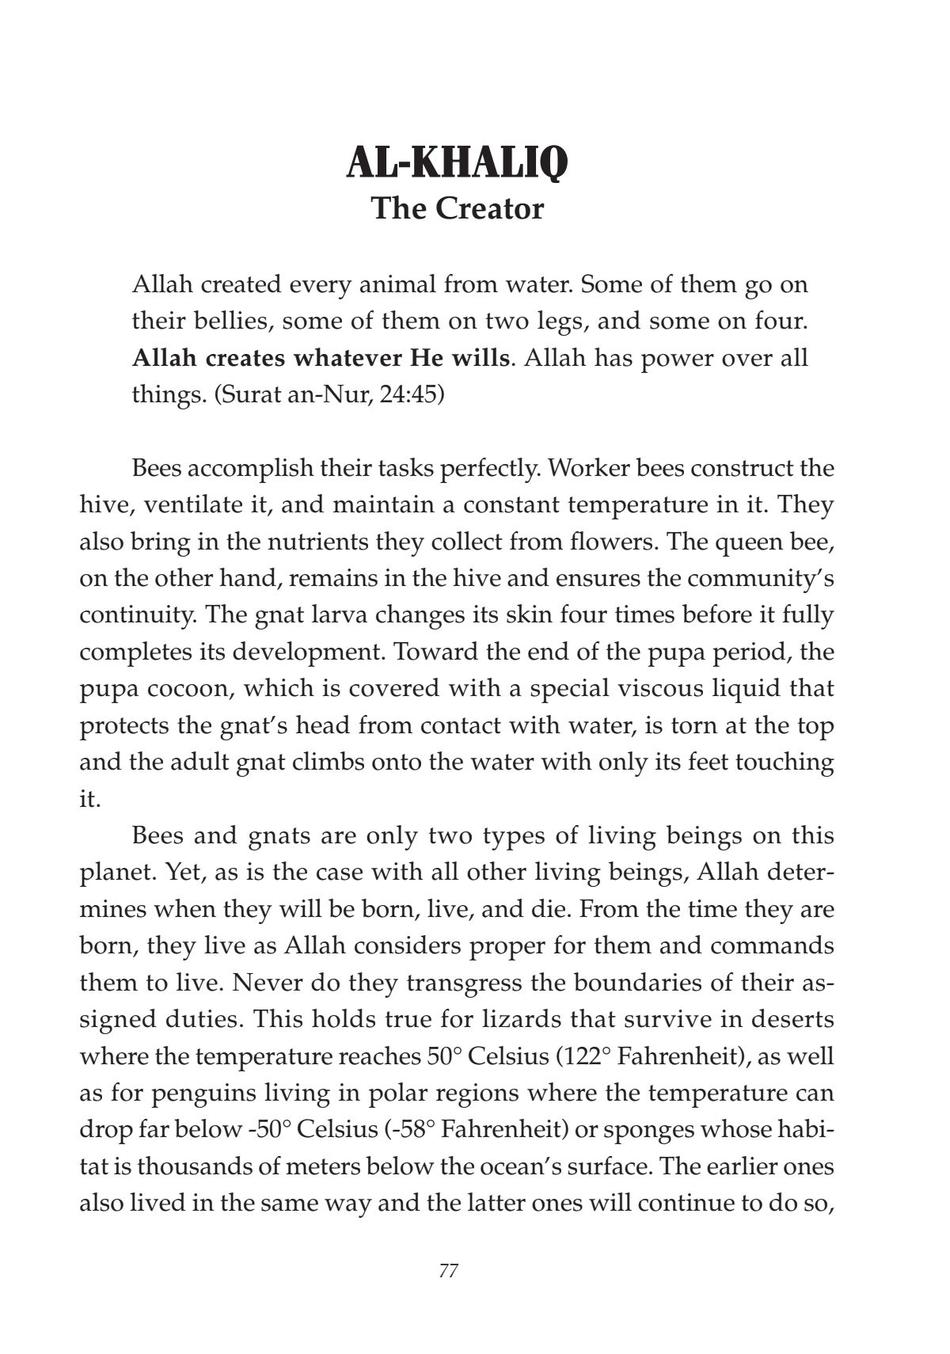 AL-KHALIQ
The Creator
Allah created every animal from water. Some of them go on
their bellies, some of them on two legs, and some on four.
Allah creates whatever He wills. Allah has power over all
things. (Surat an-Nur, 24:45)
Bees accomplish their tasks perfectly. Worker bees construct the
hive, ventilate it, and maintain a constant temperature in it. They
also bring in the nutrients they collect from flowers. The queen bee,
on the other hand, remains in the hive and ensures the community’s
continuity. The gnat larva changes its skin four times before it fully
completes its development. Toward the end of the pupa period, the
pupa cocoon, which is covered with a special viscous liquid that
protects the gnat’s head from contact with water, is torn at the top
and the adult gnat climbs onto the water with only its feet touching
it.
Bees and gnats are only two types of living beings on this
planet. Yet, as is the case with all other living beings, Allah deter-
mines when they will be born, live, and die. From the time they are
born, they live as Allah considers proper for them and commands
them to live. Never do they transgress the boundaries of their as-
signed duties. This holds true for lizards that survive in deserts
where the temperature reaches 50° Celsius (122° Fahrenheit), as well
as for penguins living in polar regions where the temperature can
drop far below -50° Celsius (-58° Fahrenheit) or sponges whose habi-
tat is thousands of meters below the ocean’s surface. The earlier ones
also lived in the same way and the latter ones will continue to do so,
77